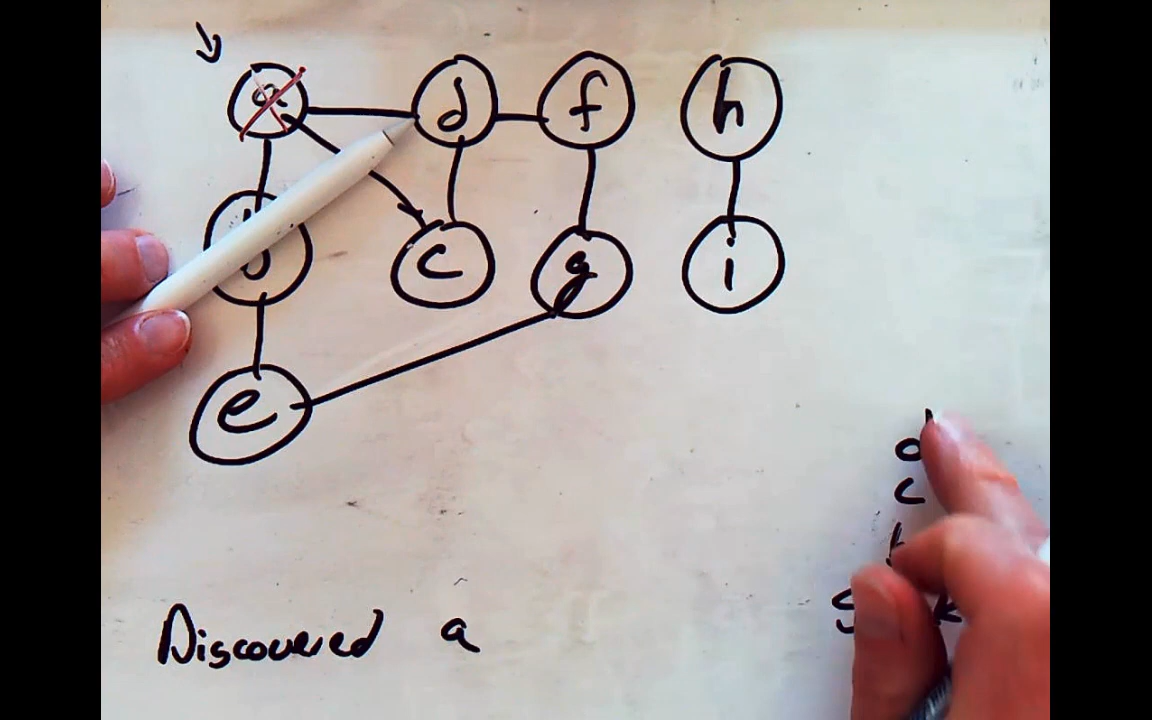 a d f h
b c g i
e
c
Discovered a